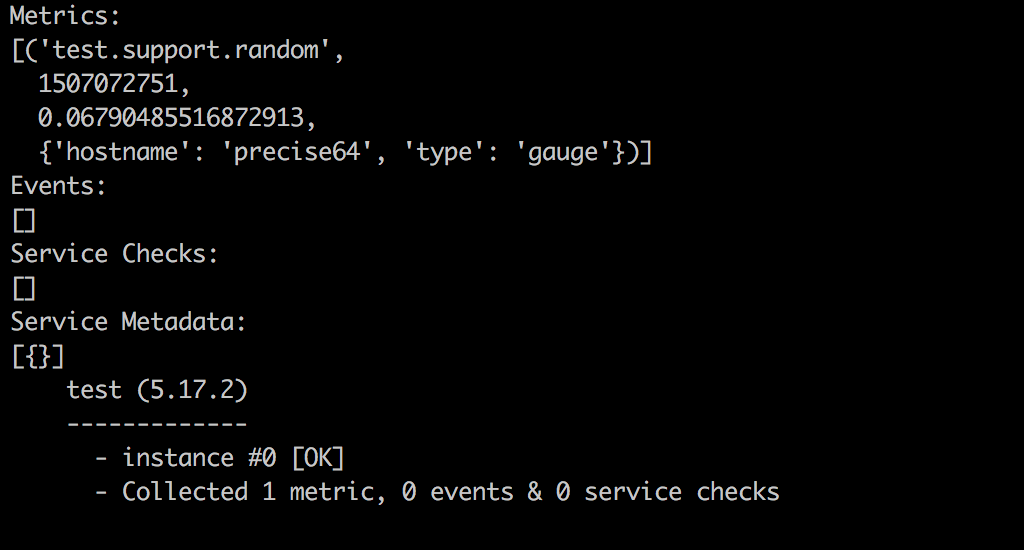 Metrics:
[('test.support.random',
  1507072751,
  0.06790485516872913,
  {'hostname': 'precise64', 'type': 'gauge'})]
Events:
[]
Service Checks:
[]
Service Metadata:
[{}]
    test (5.17.2)
    -------------
      - instance #0 [OK]
      - Collected 1 metric, 0 events & 0 service checks